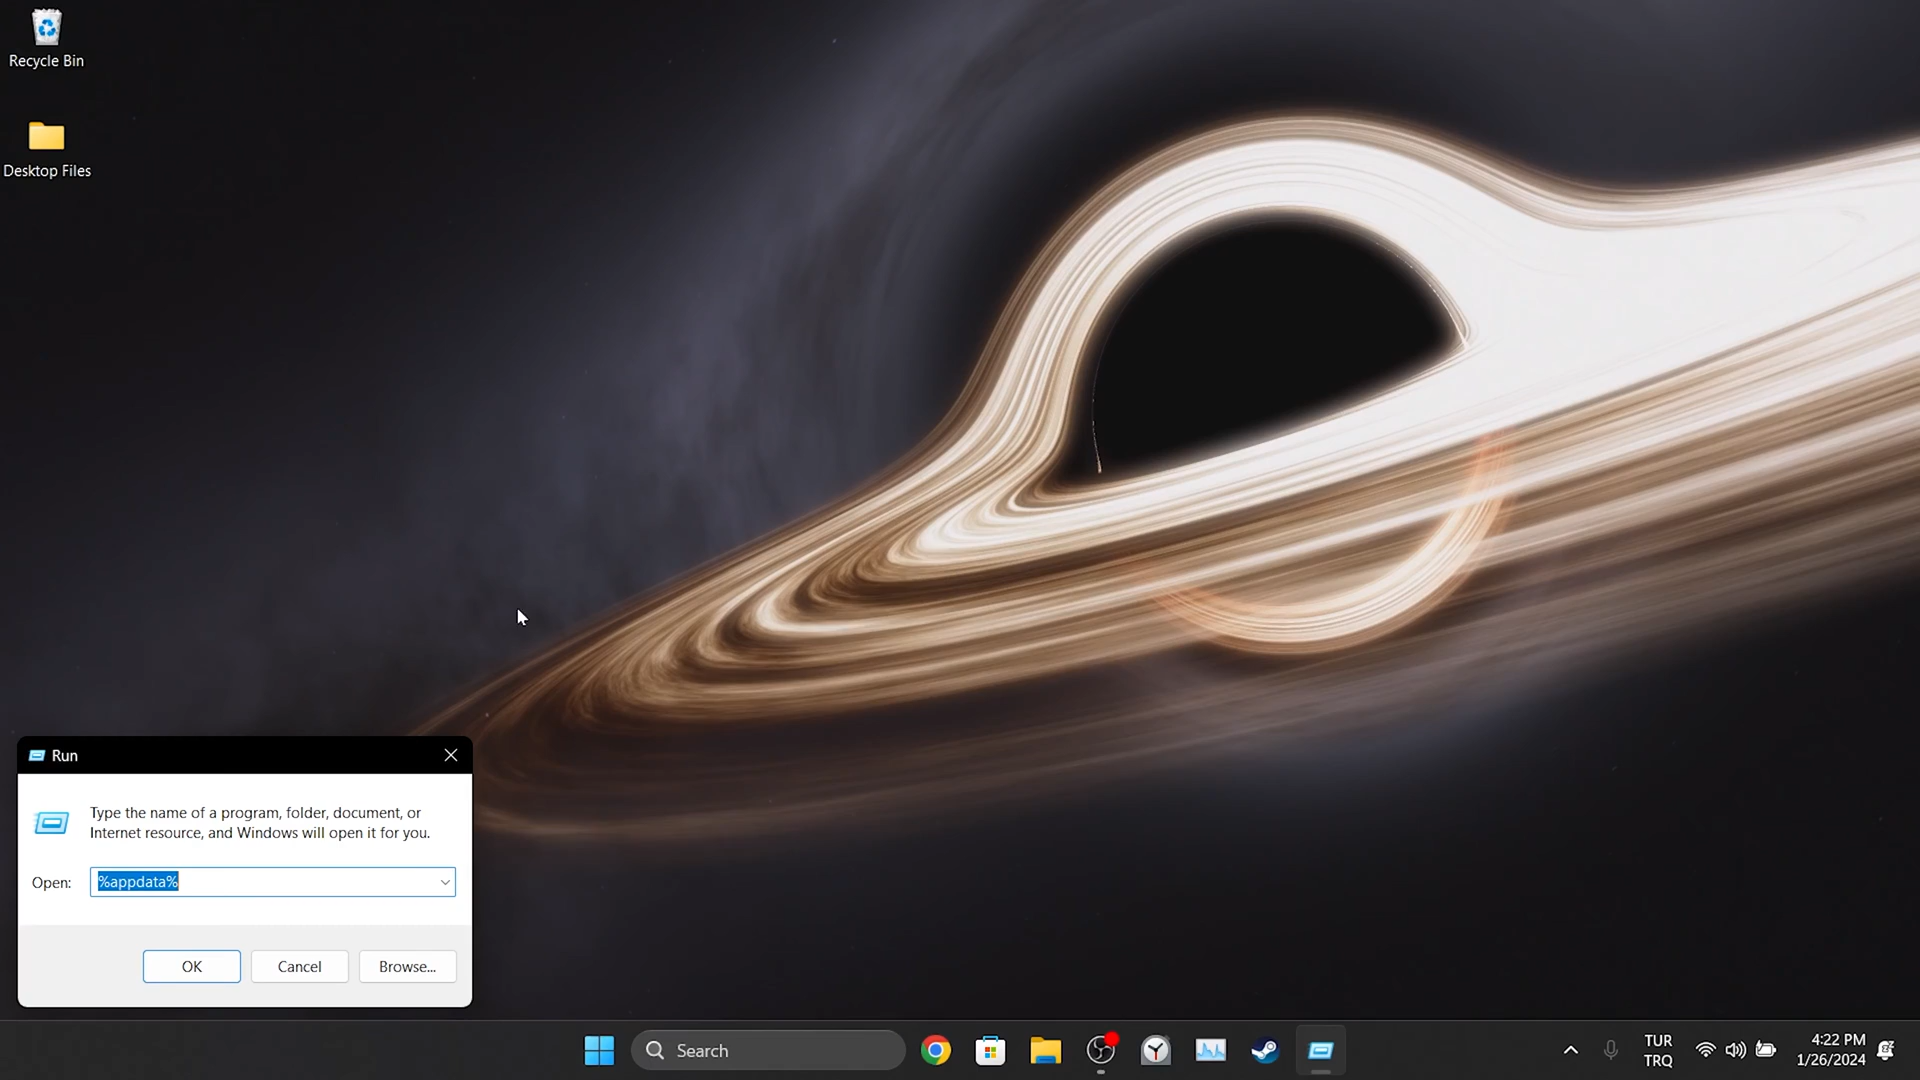 Recycle Bin
Desktop Files
Run
Type the name of a program, folder, document, or
Internet resource, and Windows will open it for you.
Open:
%appdata%
OK
Cancel
Browse...
Search
TUR
TRQ
4:22 PM
1/26/2024